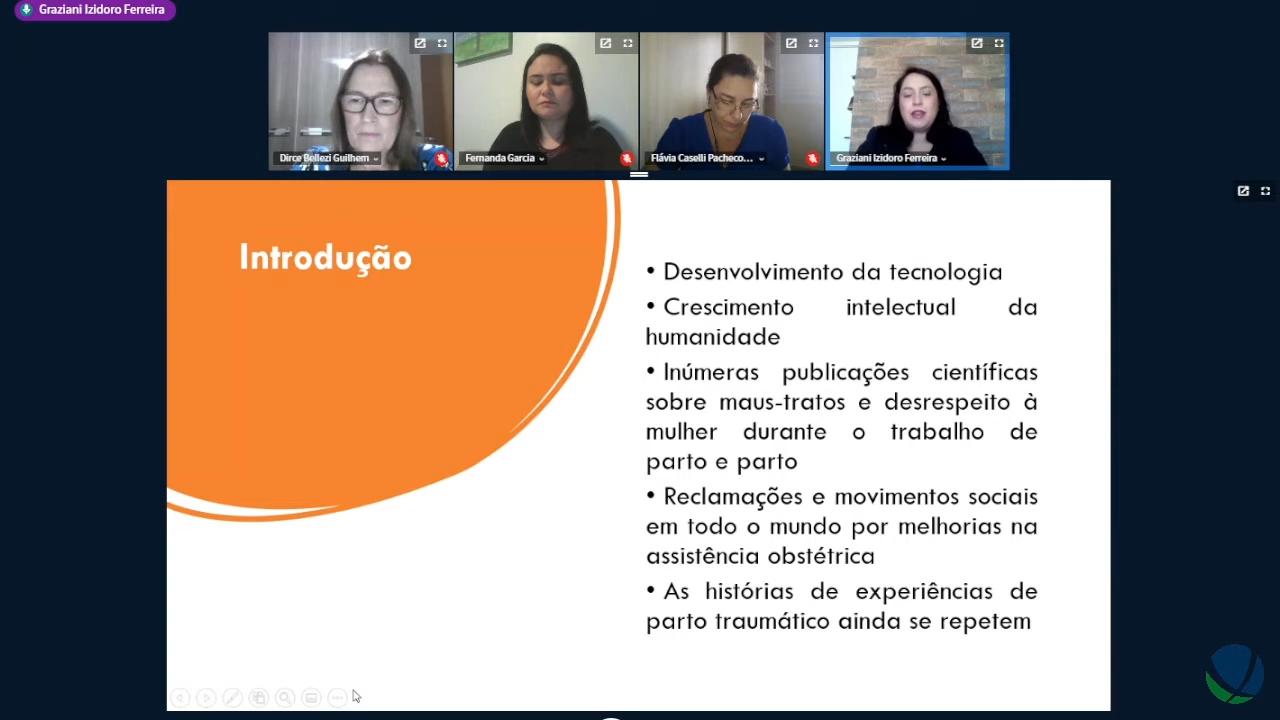 Graziani Izidoro Ferreira
Dirce Bellezi Guilhem
Fernanda Garcia
Flávia Caselli Pacheco...
Graziani Izidoro Ferreira
Introdução
• Desenvolvimento da tecnologia
• Crescimento intelectual da
humanidade
• Inúmeras publicações científicas
sobre maus-tratos e desrespeito à
mulher durante o trabalho de
parto e parto
• Reclamações e movimentos sociais
em todo o mundo por melhorias na
assistência obstétrica
• As histórias de experiências de
parto traumático ainda se repetem